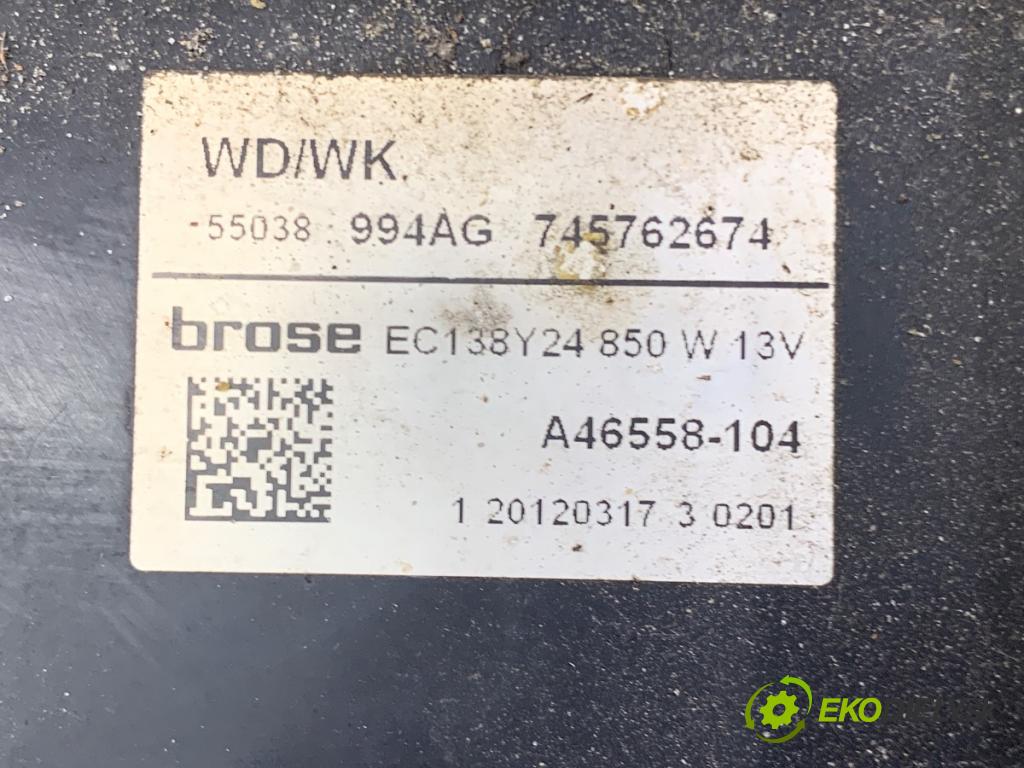 WD/WK.
55038 994AG 745762674
brose EC138Y24 850 W 13V
A46558-104
1 20120317 3 0201
EKO